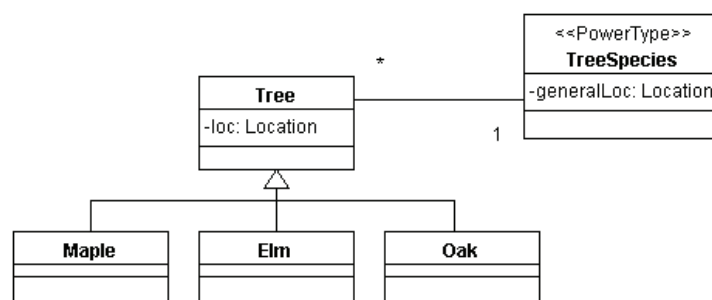 <<PowerType>>
TreeSpecies
-generalLoc: Location
*
1
Tree
-loc: Location
Maple
Elm
Oak